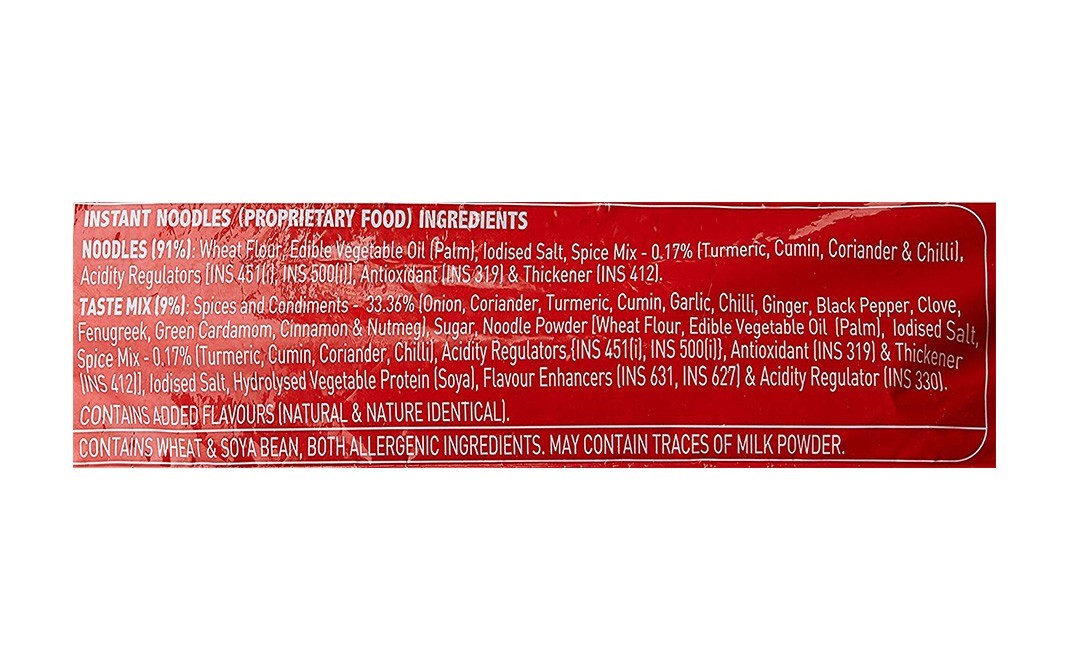 INSTANT NOODLES (PROPRIETARY FOOD) INGREDIENTS
NOODLES (91%): Wheat Flour, Edible Vegetable Oil (Palm), Iodised Salt, Spice Mix - 0.17% (Turmeric, Cumin, Coriander & Chilli),
Acidity Regulators [INS 451(i), INS 500(i)], Antioxidant (INS 319) & Thickener (INS 412).
TASTE MIX (9%): Spices and Condiments - 33.36% (Onion, Coriander, Turmeric, Cumin, Garlic, Chilli, Ginger, Black Pepper, Clove,
Fenugreek, Green Cardamom, Cinnamon & Nutmeg), Sugar, Noodle Powder [Wheat Flour, Edible Vegetable Oil (Palm), Iodised Salt,
Spice Mix - 0.17% (Turmeric, Cumin, Coriander, Chilli), Acidity Regulators {INS 451(i), INS 500(i)}, Antioxidant (INS 319) & Thickener
(INS 412)], Iodised Salt, Hydrolysed Vegetable Protein (Soya), Flavour Enhancers (INS 631, INS 627) & Acidity Regulator (INS 330).
CONTAINS ADDED FLAVOURS (NATURAL & NATURE IDENTICAL).
CONTAINS WHEAT & SOYA BEAN, BOTH ALLERGENIC INGREDIENTS. MAY CONTAIN TRACES OF MILK POWDER.